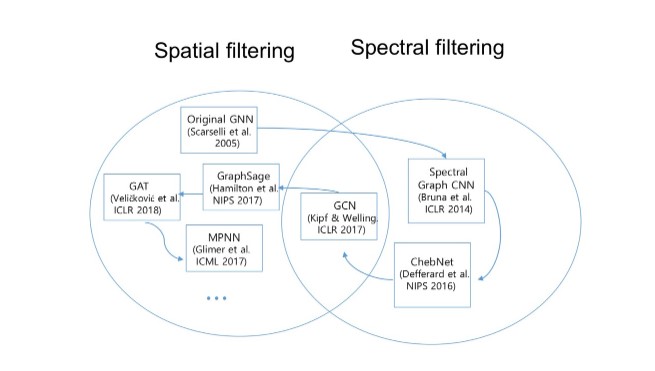 Spatial filtering
Spectral filtering
Original GNN
(Scarselli et al.
2005)
GraphSage
(Hamilton et al.
NIPS 2017)
GAT
(Veličković et al.
ICLR 2018)
MPNN
(Glimer et al.
ICML 2017)
...
GCN
(Kipf & Welling.
ICLR 2017)
Spectral
Graph CNN
(Bruna et al.
ICLR 2014)
ChebNet
(Defferard et al.
NIPS 2016)